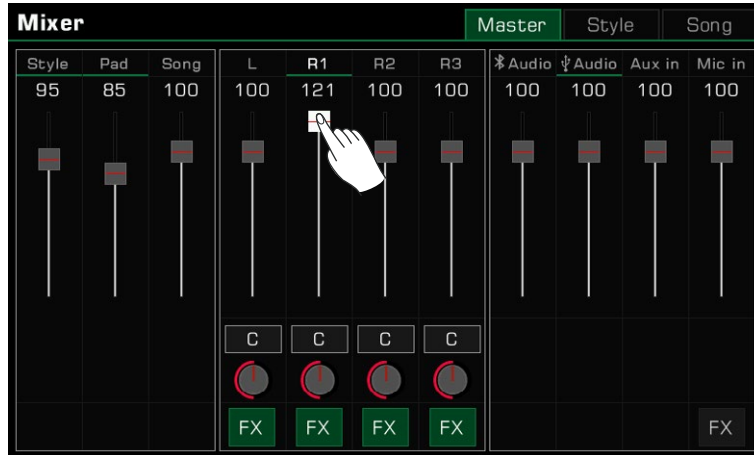 Mixer Master Style Song
Style Pad Song L R1 R2 R3 Audio Audio Aux in Mic in
95 85 100 100 121 100 100 100 100 100 100
C C C C
FX FX FX FX FX